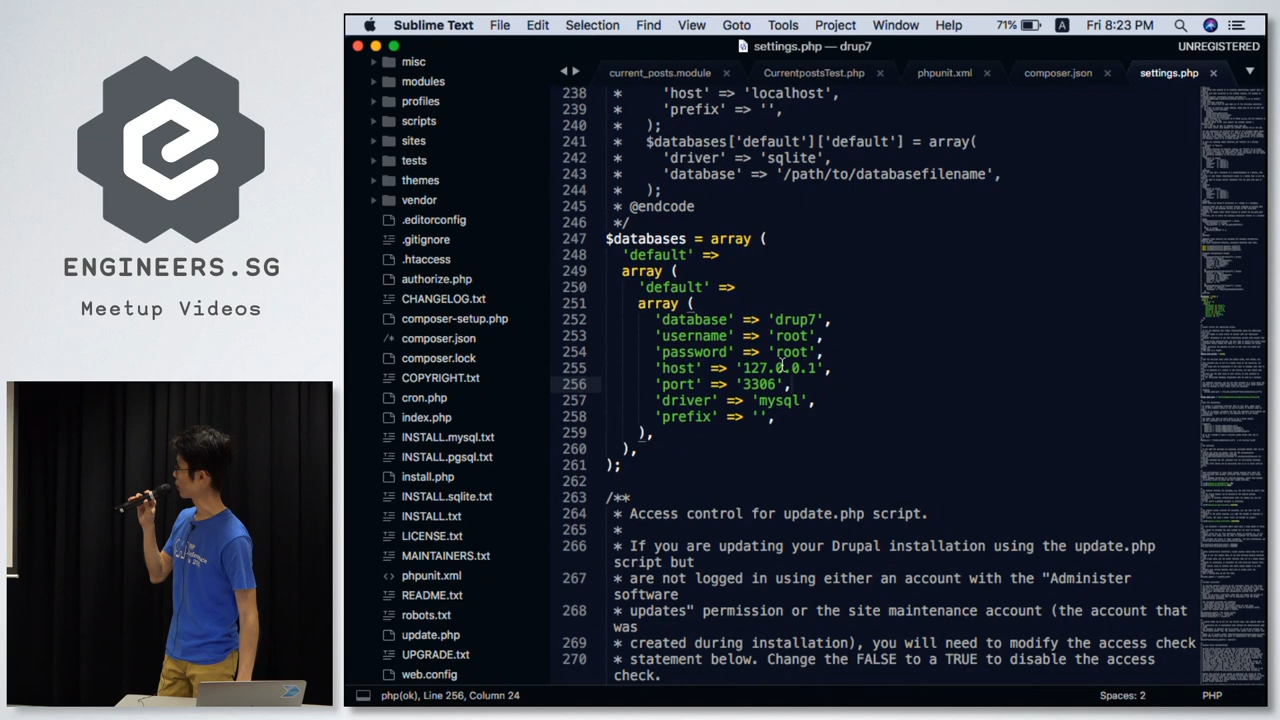 ENGINEERS.SG
Meetup Videos
Sublime Text File Edit Selection Find View Goto Tools Project Window Help 71% A Fri 8:23 PM
settings.php — drup7
UNREGISTERED
misc
modules
profiles
scripts
sites
tests
themes
vendor
.editorconfig
.gitignore
.htaccess
authorize.php
CHANGELOG.txt
composer-setup.php
composer.json
composer.lock
COPYRIGHT.txt
cron.php
index.php
INSTALL.mysql.txt
INSTALL.pgsql.txt
install.php
INSTALL.sqlite.txt
INSTALL.txt
LICENSE.txt
MAINTAINERS.txt
phpunit.xml
README.txt
robots.txt
update.php
UPGRADE.txt
web.config
current_posts.module CurrentpostsTest.php phpunit.xml composer.json settings.php
238 * 'host' => 'localhost',
239 * 'prefix' => '',
240 * );
241 * $databases['default']['default'] = array(
242 * 'driver' => 'sqlite',
243 * 'database' => '/path/to/databasefilename',
244 * );
245 * @endcode
246 */
247 $databases = array (
248 'default' =>
249 array (
250 'default' =>
251 array (
252 'database' => 'drup7',
253 'username' => 'root',
254 'password' => 'root',
255 'host' => '127.0.0.1',
256 'port' => '3306',
257 'driver' => 'mysql',
258 'prefix' => '',
259 ),
260 ),
261 );
262
263 /**
264 * Access control for update.php script.
265 *
266 * If you are updating your Drupal installation using the update.php
script but
267 * are not logged in using either an account with the "Administer
software
268 * updates" permission or the site maintenance account (the account that
was
269 * created during installation), you will need to modify the access check
270 * statement below. Change the FALSE to a TRUE to disable the access
check.
php(ok), Line 256, Column 24
Spaces: 2 PHP